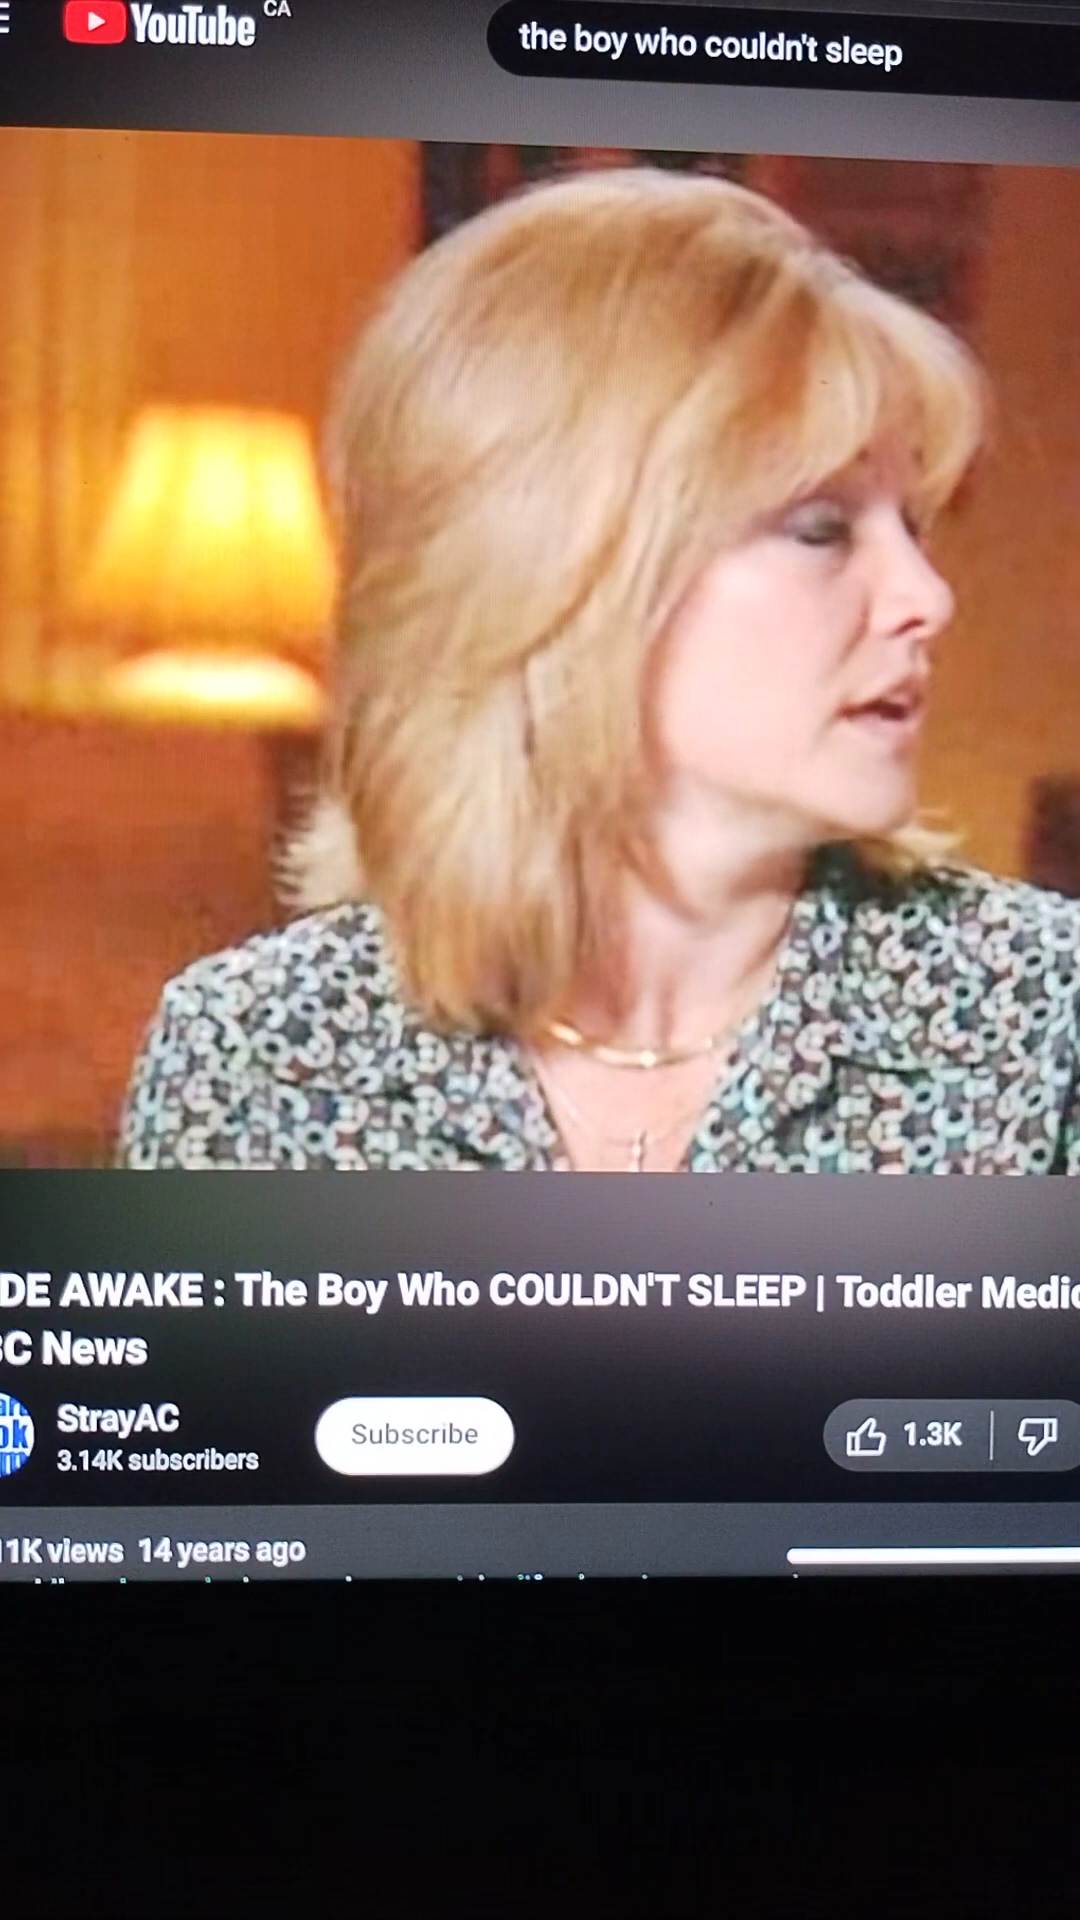 YouTube CA
the boy who couldn't sleep
DE AWAKE : The Boy Who COULDN'T SLEEP | Toddler Medic
C News
StrayAC
Subscribe
1.3K
3.14K subscribers
1K views 14 years ago